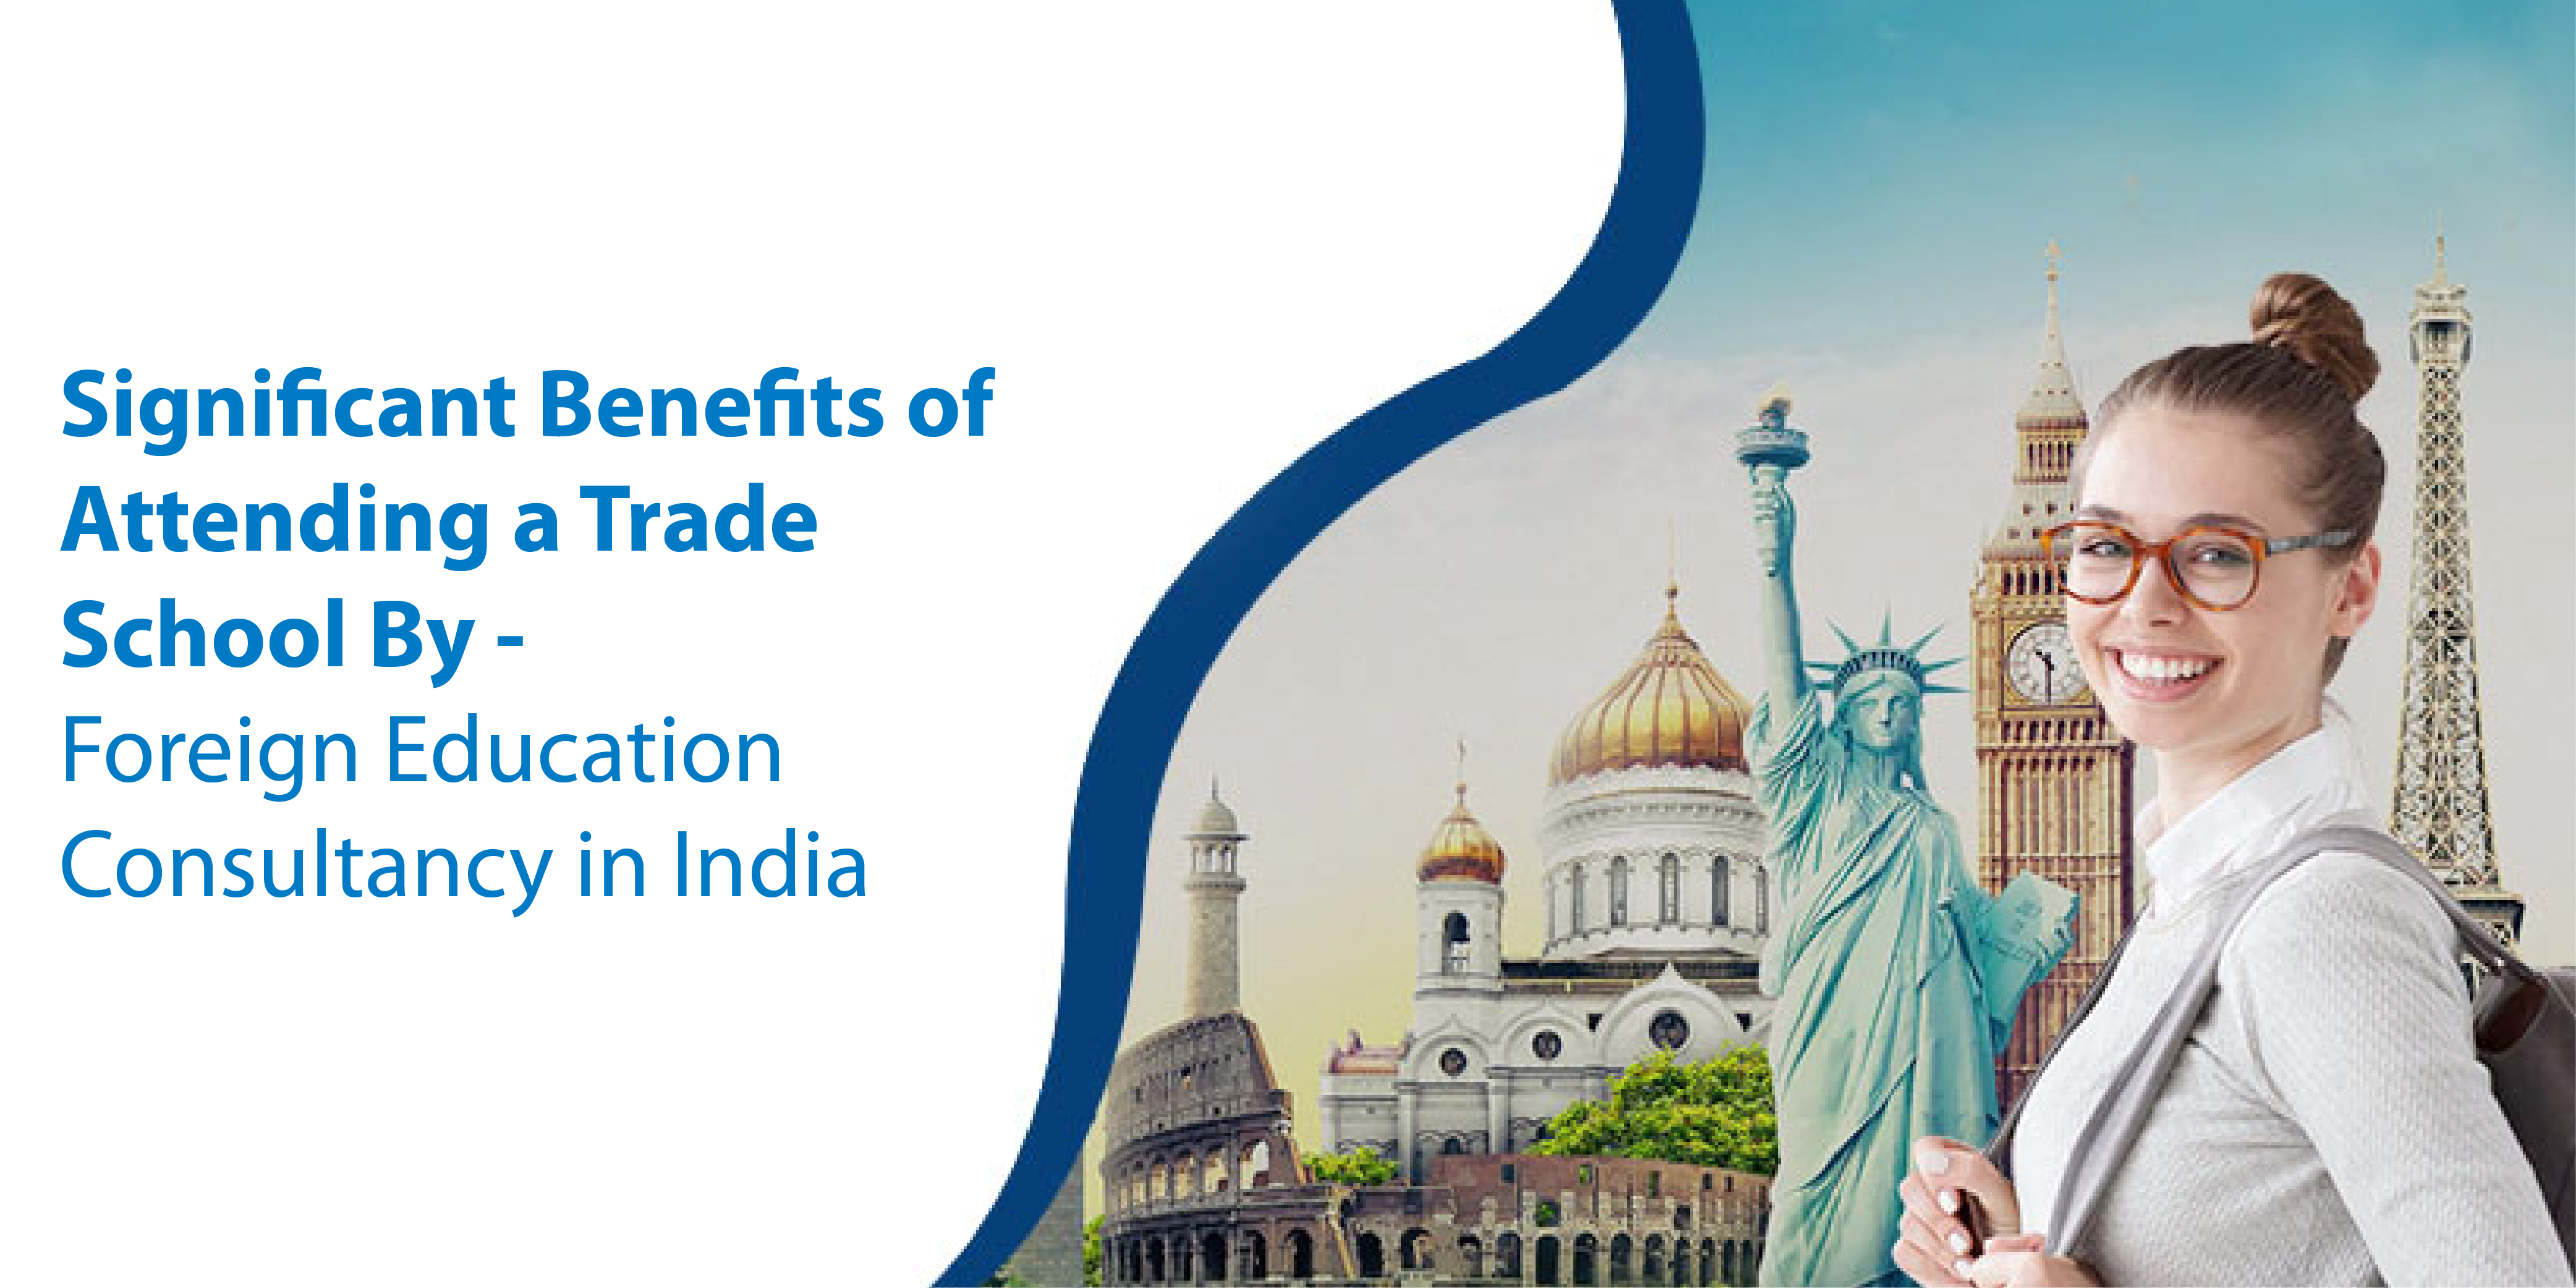 Significant Benefits of
Attending a Trade
School By -
Foreign Education
Consultancy in India